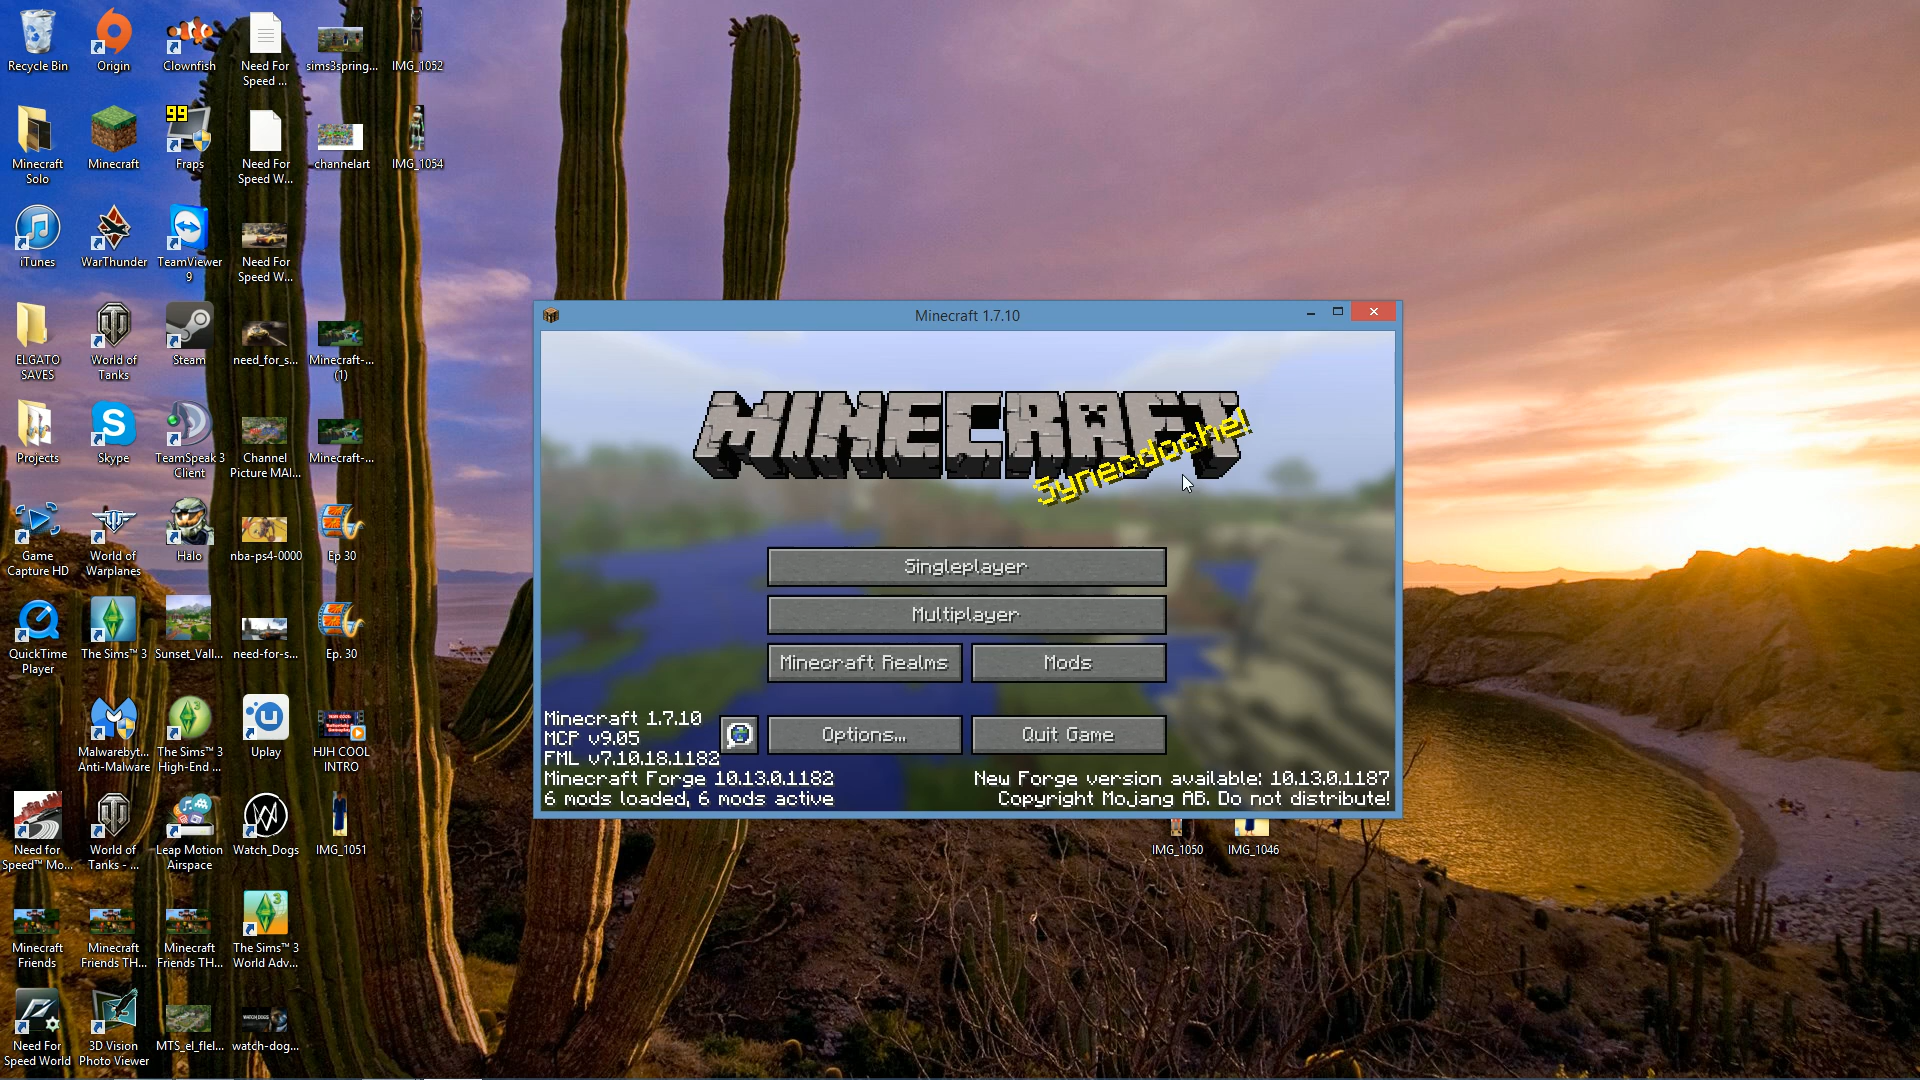 Recycle Bin
Origin
Clownfish
Need For
Speed ...
sims3spring...
IMG_1052
Minecraft
Solo
Minecraft
99
Fraps
Need For
Speed W...
channelart
IMG_1054
iTunes
WarThunder
TeamViewer
9
Need For
Speed W...
ELGATO
SAVES
World of
Tanks
Steam
need_for_s...
Minecraft-...
(1)
Projects
Skype
TeamSpeak 3
Client
Channel
Picture MAI...
Minecraft-...
Game
Capture HD
World of
Warplanes
Halo
nba-ps4-0000
Ep 30
QuickTime
Player
The Sims™ 3
Sunset_Vall...
need-for-s...
Ep. 30
Malwarebyt...
Anti-Malware
The Sims™ 3
High-End ...
Uplay
HJH COOL
INTRO
Need for
Speed™ Mo...
World of
Tanks - ...
Leap Motion
Airspace
Watch_Dogs
IMG_1051
Minecraft
Friends
Minecraft
Friends TH...
Minecraft
Friends TH...
The Sims™ 3
World Adv...
Need For
Speed World
3D Vision
Photo Viewer
MTS_el_flel...
WATCH DOGS
watch-dog...
Minecraft 1.7.10
MINECRAFT
Synecdoche!
Singleplayer
Multiplayer
Minecraft Realms
Mods
Options...
Quit Game
Minecraft 1.7.10
MCP v9.05
FML v7.10.18.1182
Minecraft Forge 10.13.0.1182
6 mods loaded, 6 mods active
New Forge version available: 10.13.0.1187
Copyright Mojang AB. Do not distribute!
IMG_1050
IMG_1046